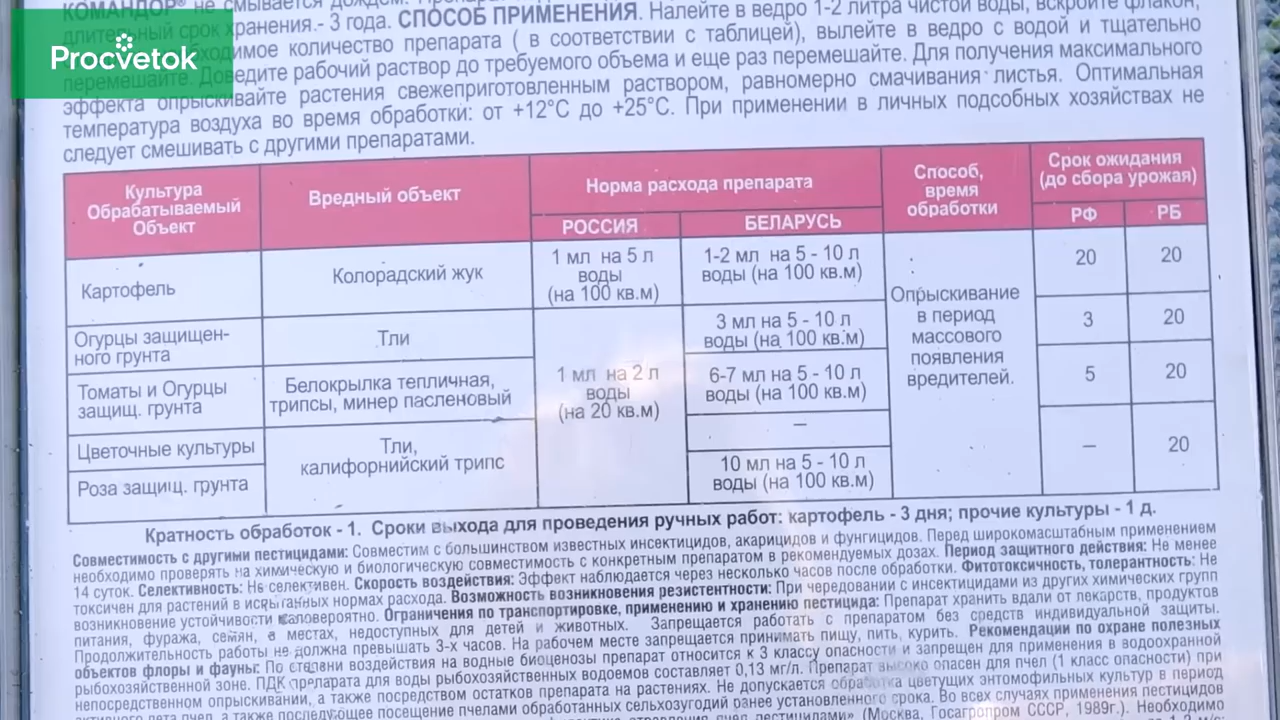 Procvetok
КОМАНДОР® не смывается дождем.
длительный срок хранения.- 3 года. СПОСОБ ПРИМЕНЕНИЯ. Налейте в ведро 1-2 литра чистой воды, вскройте флакон,
количество препарата ( в соответствии с таблицей), вылейте в ведро с водой и тщательно
перемешайте. Доведите рабочий раствор до требуемого объема и еще раз перемешайте. Для получения максимального
эффекта опрыскивайте растения свежеприготовленным раствором, равномерно смачивания листья. Оптимальная
температура воздуха во время обработки: от +12°С до +25°С. При применении в личных подсобных хозяйствах не
следует смешивать с другими препаратами.
Культура
Обрабатываемый
Объект
Вредный объект
Норма расхода препарата
РОССИЯ
БЕЛАРУСЬ
Способ,
время
обработки
Срок ожидания
(до сбора урожая)
РФ
РБ
Картофель
Колорадский жук
1 мл на 5 л
воды
(на 100 кв.м)
1-2 мл на 5 - 10 л
воды (на 100 кв.м)
Опрыскивание
в период
массового
появления
вредителей.
20
20
Огурцы защищен-
ного грунта
Тли
1 мл на 2 л
воды
(на 20 кв.м)
3 мл на 5 - 10 л
воды (на 100 кв.м)
3
20
Томаты и Огурцы
защищ. грунта
Белокрылка тепличная,
трипсы, минер пасленовый
6-7 мл на 5 - 10 л
воды (на 100 кв.м)
5
20
Цветочные культуры
Тли,
калифорнийский трипс
–
–
20
Роза защищ. грунта
10 мл на 5 - 10 л
воды (на 100 кв.м)
Кратность обработок - 1. Сроки выхода для проведения ручных работ: картофель - 3 дня; прочие культуры - 1 д.
Совместимость с другими пестицидами: Совместим с большинством известных инсектицидов, акарицидов и фунгицидов. Перед широкомасштабным применением
необходимо проверять на химическую и биологическую совместимость с конкретным препаратом в рекомендуемых дозах. Период защитного действия: Не менее
14 суток. Селективность: Не селективен. Скорость воздействия: Эффект наблюдается через несколько часов после обработки. Фитотоксичность, толерантность: Не
токсичен для растений в испытанных нормах расхода. Возможность возникновения резистентности: При чередовании с инсектицидами из других химических групп
возникновение устойчивости маловероятно. Ограничения по транспортировке, применению и хранению пестицида: Препарат хранить вдали от лекарств, продуктов
питания, фуража, семян, в местах, недоступных для детей и животных. Запрещается работать с препаратом без средств индивидуальной защиты.
Продолжительность работы не должна превышать 3-х часов. На рабочем месте запрещается принимать пищу, пить, курить. Рекомендации по охране полезных
объектов флоры и фауны: По степени воздействия на водные биоценозы препарат относится к 3 классу опасности и запрещен для применения в водоохранной
рыбохозяйственной зоне. ПДК препарата для воды рыбохозяйственных водоемов составляет 0,13 мг/л. Препарат высоко опасен для пчел (1 класс опасности) при
непосредственном опрыскивании, а также посредством остатков препарата на растениях. Не допускается обработка цветущих энтомофильных культур в период
активного лета пчел, а также последующее посещение пчелами обработанных сельхозугодий ранее установленного срока. Во всех случаях применения пестицидов
пчел пестицидами» (Москва, Госагропром СССР, 1989г.).